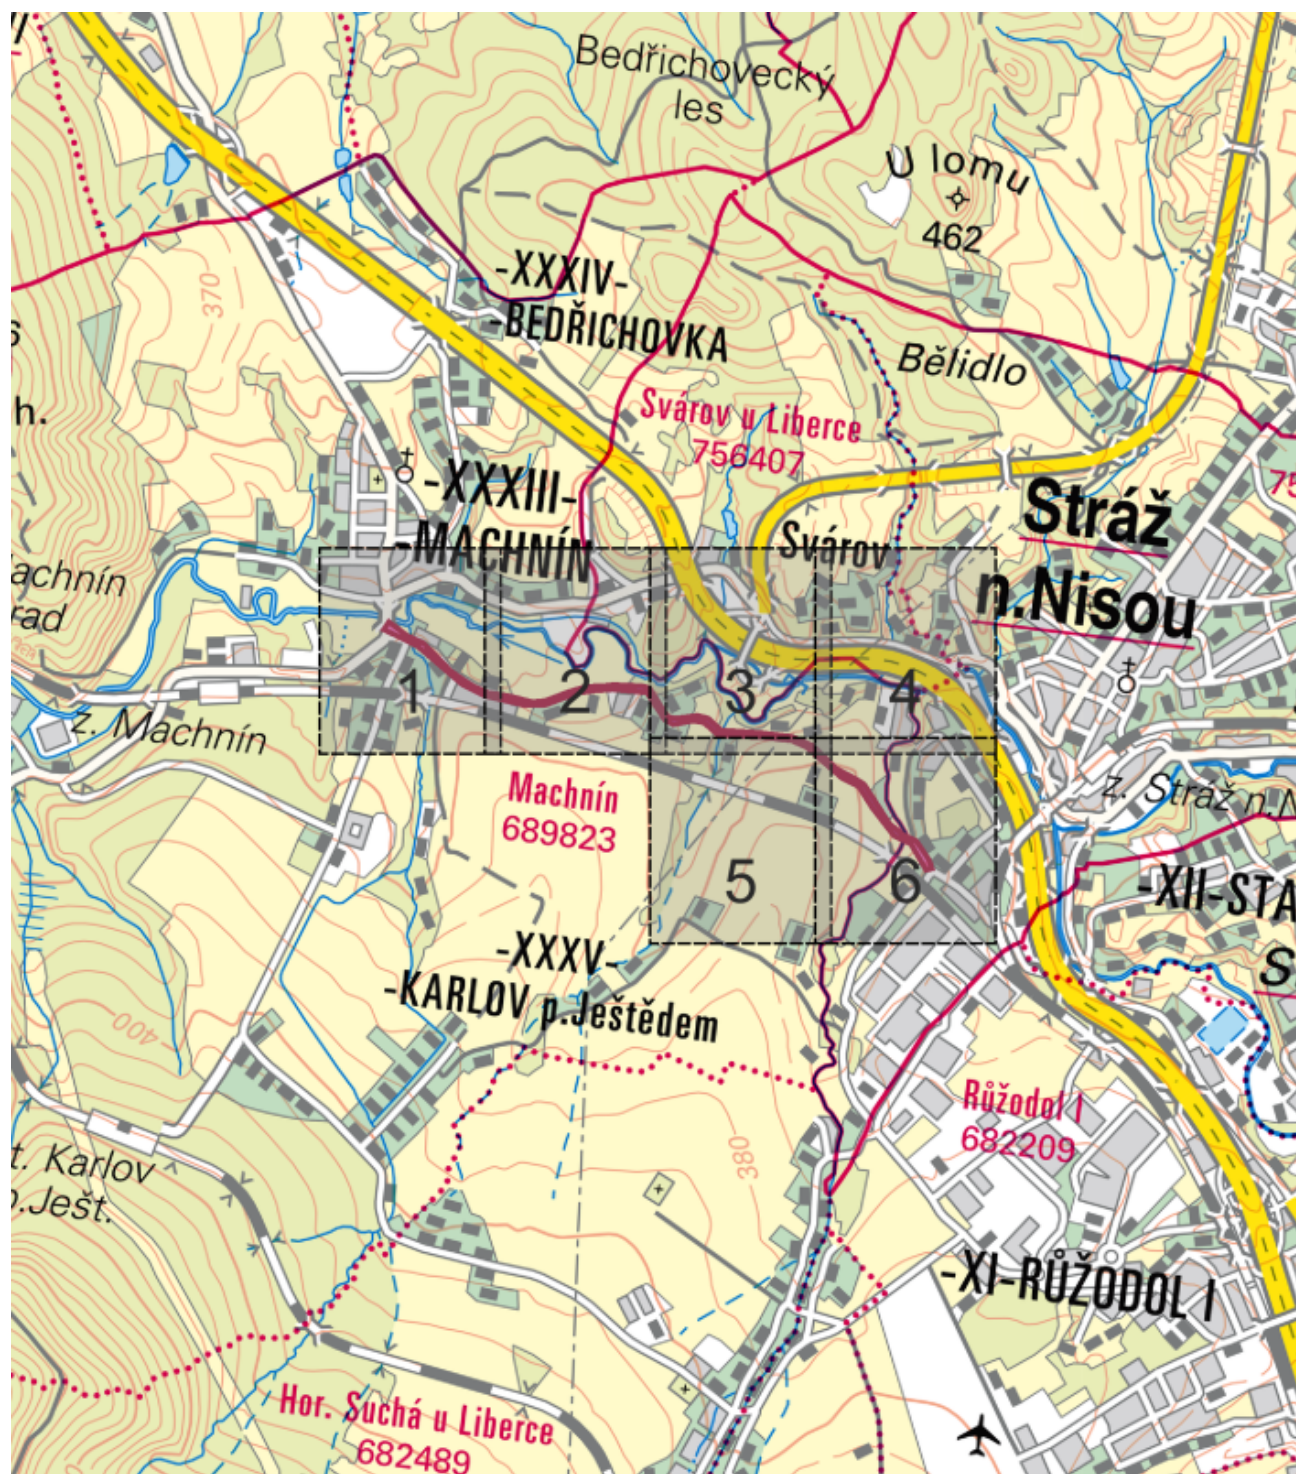 Bedřichovecký
les
U lomu
462
370
-XXXIV-
-BEDŘICHOVKA
Bělidlo
h.
Svárov u Liberce
756407
-XXXIII-
-MACHNÍN
Svárov
Stráž
n.Nisou
75
achnín
rad
1
2
3
4
z. Machnín
Machnín
689823
z. Stráž n.N
5
6
-XII-STA
S
-XXXV-
-KARLOV p.Ještědem
400
Růžodol I
682209
380
t. Karlov
p.Ješt.
-XI-RŮŽODOL I
Hor. Suchá u Liberce
682489